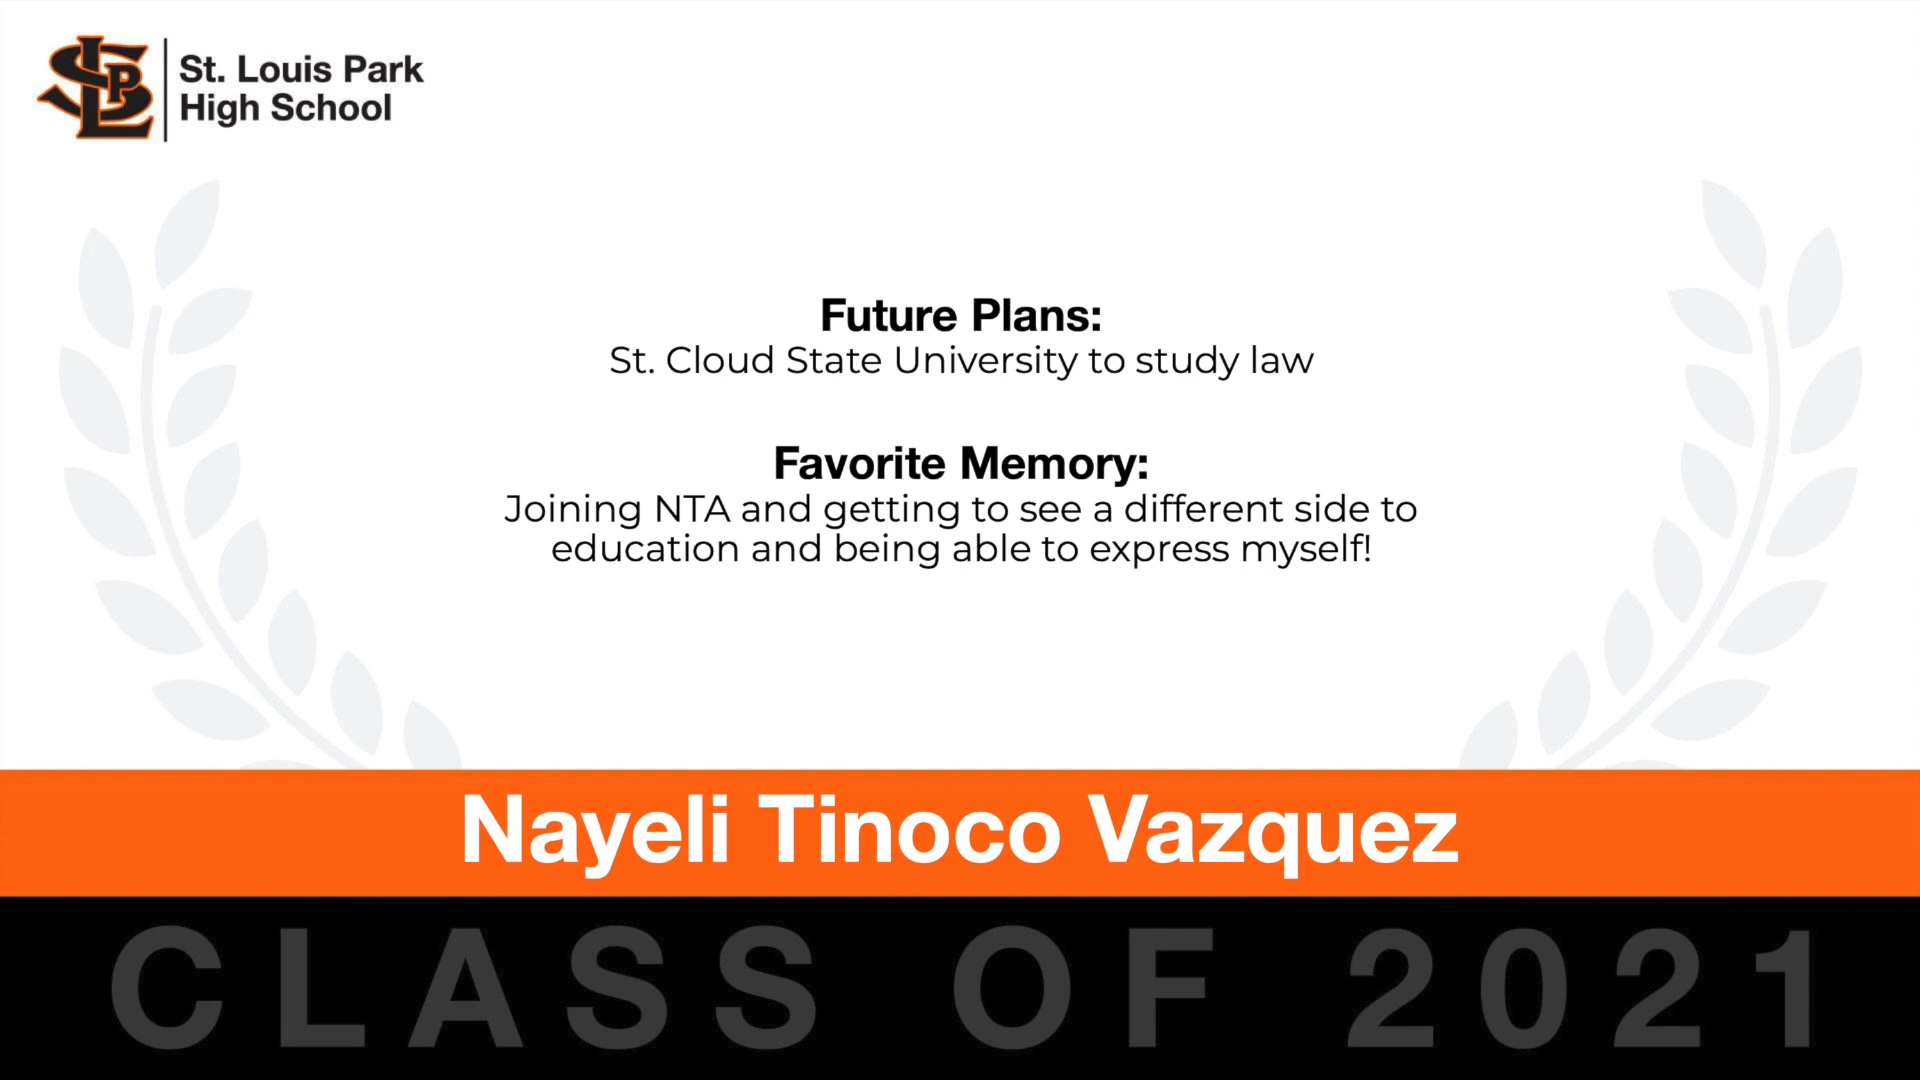 SLP
St. Louis Park
High School
Future Plans:
St. Cloud State University to study law
Favorite Memory:
Joining NTA and getting to see a different side to
education and being able to express myself!
Nayeli Tinoco Vazquez
CLASS OF 2021